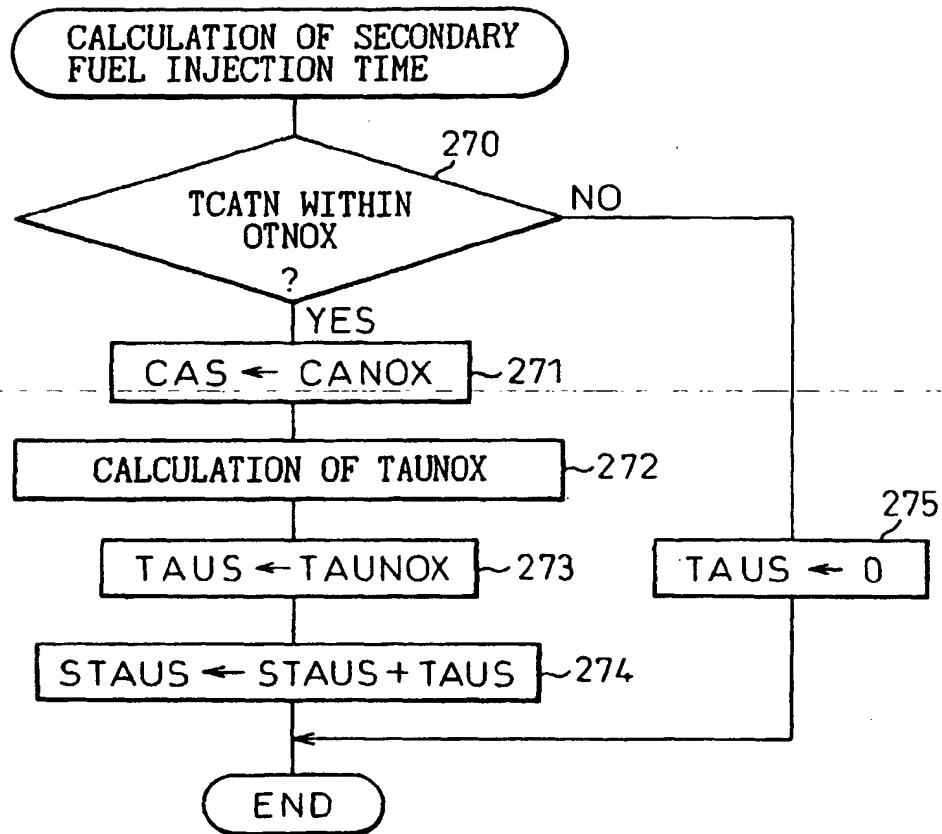 CALCULATION OF SECONDARY
FUEL INJECTION TIME
270
TCATN WITHIN
OTNOX
?
NO
YES
CAS ← CANOX
271
CALCULATION OF TAUNOX
272
TAUS ← TAUNOX
273
275
TAUS ← 0
STAUS ← STAUS + TAUS
274
END